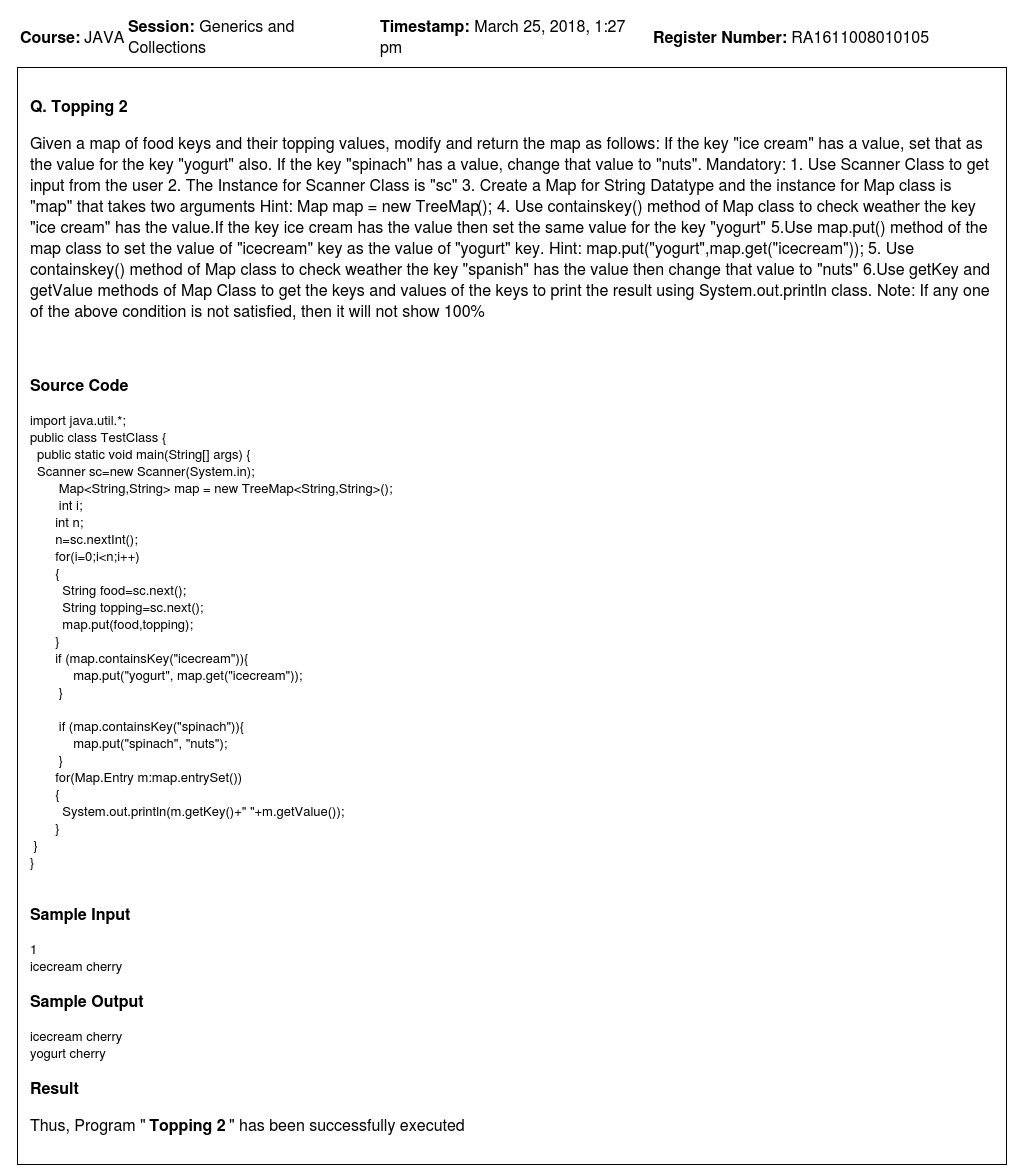 Course: JAVA Session: Generics and Collections Timestamp: March 25, 2018, 1:27 pm Register Number: RA1611008010105
Q. Topping 2
Given a map of food keys and their topping values, modify and return the map as follows: If the key "ice cream" has a value, set that as
the value for the key "yogurt" also. If the key "spinach" has a value, change that value to "nuts". Mandatory: 1. Use Scanner Class to get
input from the user 2. The Instance for Scanner Class is "sc" 3. Create a Map for String Datatype and the instance for Map class is
"map" that takes two arguments Hint: Map map = new TreeMap(); 4. Use containskey() method of Map class to check weather the key
"ice cream" has the value.If the key ice cream has the value then set the same value for the key "yogurt" 5.Use map.put() method of the
map class to set the value of "icecream" key as the value of "yogurt" key. Hint: map.put("yogurt",map.get("icecream")); 5. Use
containskey() method of Map class to check weather the key "spanish" has the value then change that value to "nuts" 6.Use getKey and
getValue methods of Map Class to get the keys and values of the keys to print the result using System.out.println class. Note: If any one
of the above condition is not satisfied, then it will not show 100%
Source Code
import java.util.*;
public class TestClass {
public static void main(String[] args) {
Scanner sc=new Scanner(System.in);
Map<String,String> map = new TreeMap<String,String>();
int i;
int n;
n=sc.nextInt();
for(i=0;i<n;i++)
{
String food=sc.next();
String topping=sc.next();
map.put(food,topping);
}
if (map.containsKey("icecream")){
map.put("yogurt", map.get("icecream"));
}
if (map.containsKey("spinach")){
map.put("spinach", "nuts");
}
for(Map.Entry m:map.entrySet())
{
System.out.println(m.getKey()+" "+m.getValue());
}
}
}
Sample Input
1
icecream cherry
Sample Output
icecream cherry
yogurt cherry
Result
Thus, Program " Topping 2 " has been successfully executed